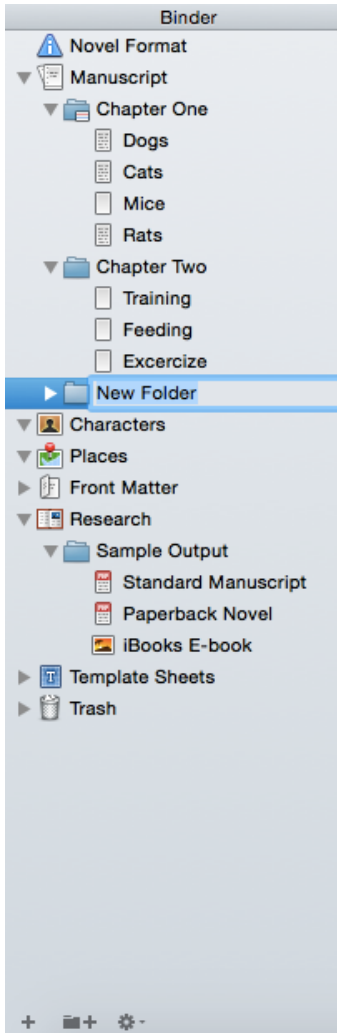 Binder
Novel Format
Manuscript
Chapter One
Dogs
Cats
Mice
Rats
Chapter Two
Training
Feeding
Excercize
New Folder
Characters
Places
Front Matter
Research
Sample Output
Standard Manuscript
Paperback Novel
iBooks E-book
Template Sheets
Trash